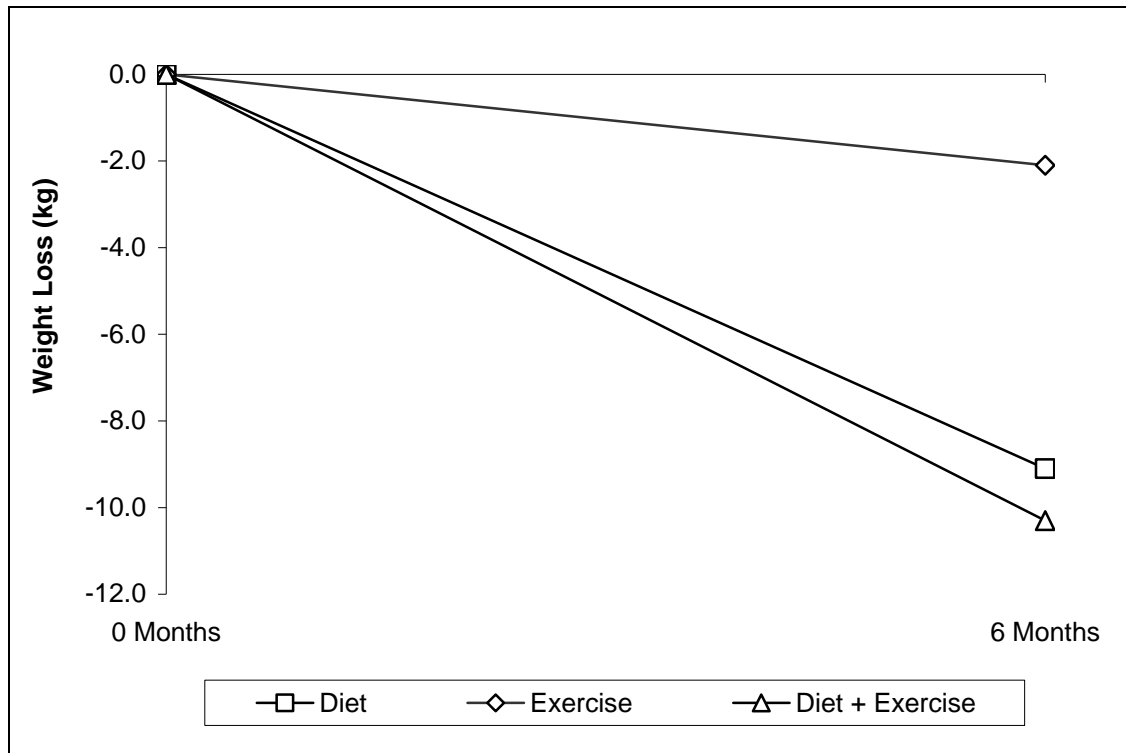 0.0
-2.0
-4.0
-6.0
-8.0
-10.0
-12.0
Weight Loss (kg)
0 Months
6 Months
Diet
Exercise
Diet + Exercise